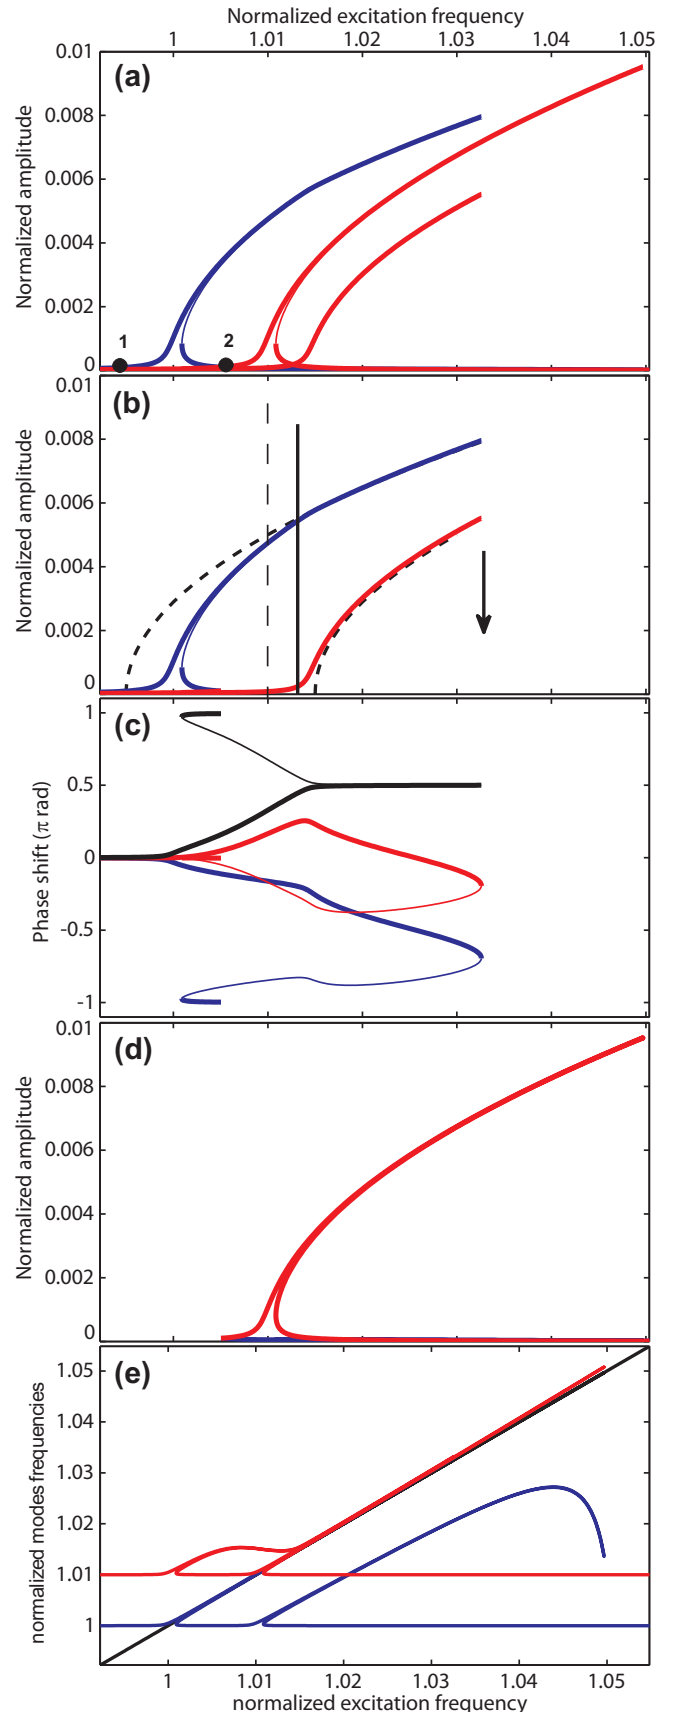 Normalized excitation frequency
1 1.01 1.02 1.03 1.04 1.05
(a)
Normalized amplitude
0.01
0.008
0.006
0.004
0.002
0
1 2
(b)
Normalized amplitude
0.01
0.008
0.006
0.004
0.002
0
(c)
Phase shift (π rad)
1
0.5
0
-0.5
-1
(d)
Normalized amplitude
0.01
0.008
0.006
0.004
0.002
0
(e)
normalized modes frequencies
1.05
1.04
1.03
1.02
1.01
1
1 1.01 1.02 1.03 1.04 1.05
normalized excitation frequency